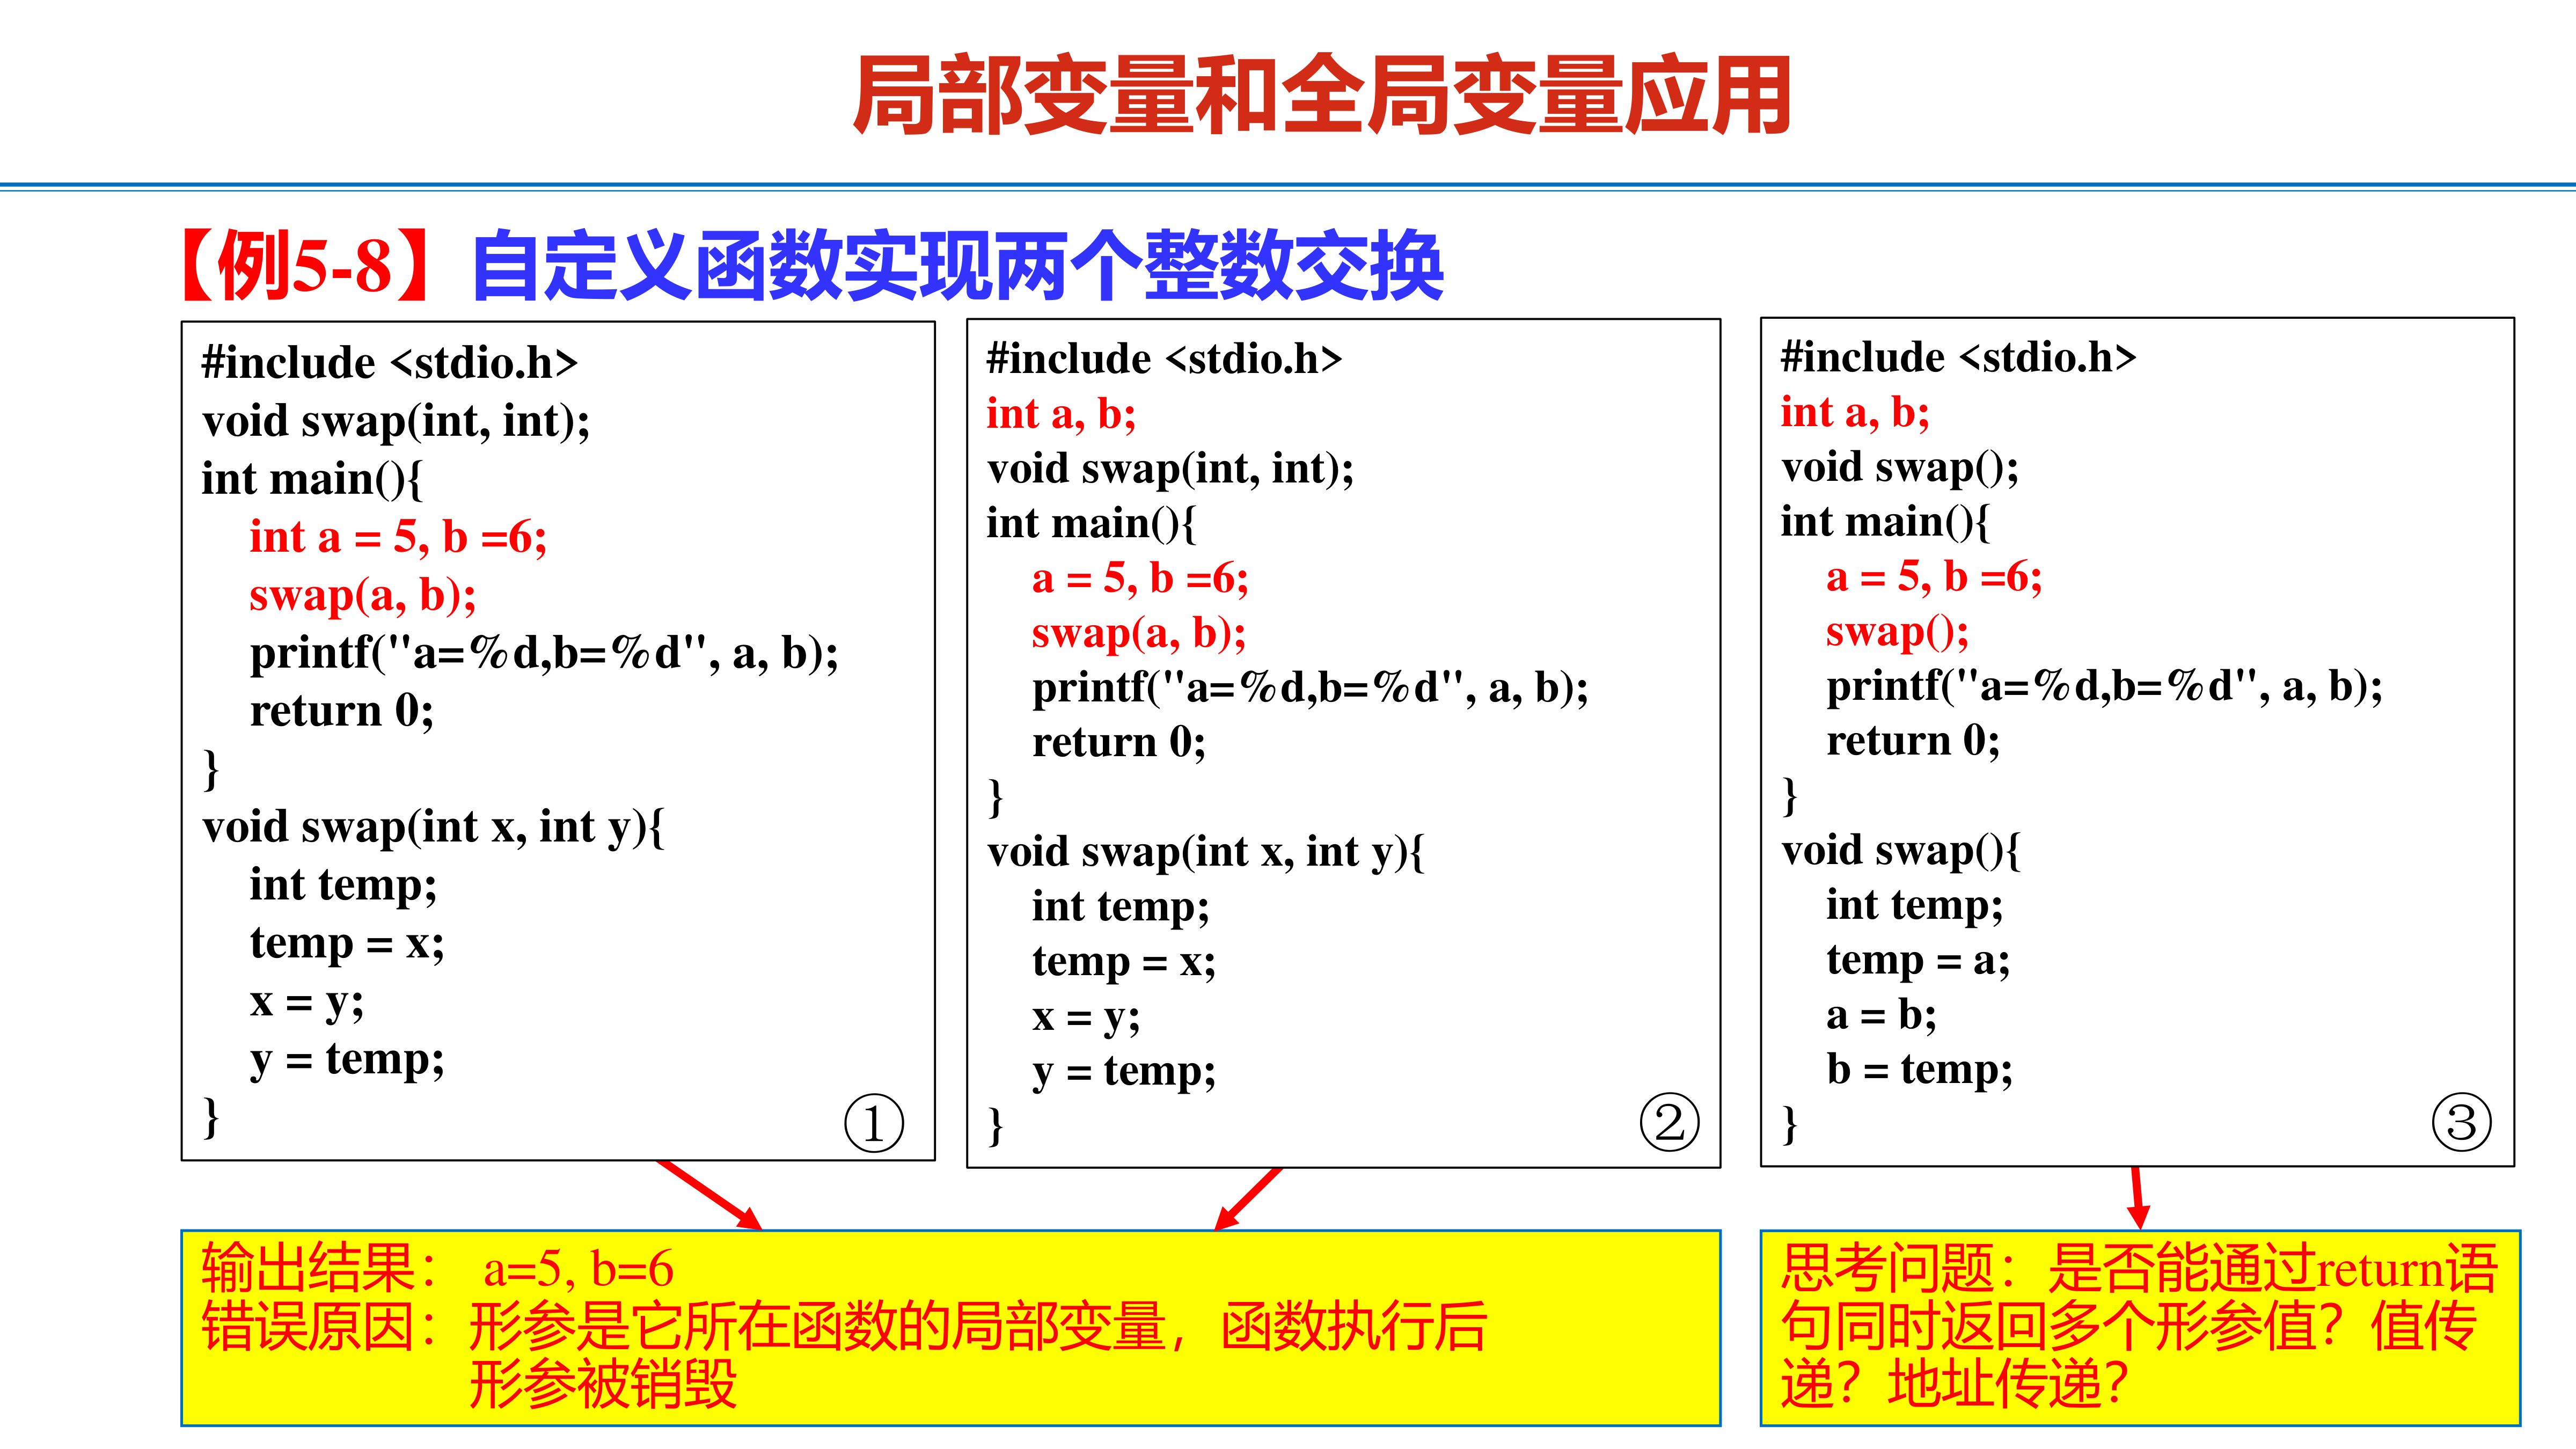 局部变量和全局变量应用
【例5-8】自定义函数实现两个整数交换
#include <stdio.h>
void swap(int, int);
int main(){
int a = 5, b =6;
swap(a, b);
printf("a=%d,b=%d", a, b);
return 0;
}
void swap(int x, int y){
int temp;
temp = x;
x = y;
y = temp;
}
①
#include <stdio.h>
int a, b;
void swap(int, int);
int main(){
a = 5, b =6;
swap(a, b);
printf("a=%d,b=%d", a, b);
return 0;
}
void swap(int x, int y){
int temp;
temp = x;
x = y;
y = temp;
}
②
#include <stdio.h>
int a, b;
void swap();
int main(){
a = 5, b =6;
swap();
printf("a=%d,b=%d", a, b);
return 0;
}
void swap(){
int temp;
temp = a;
a = b;
b = temp;
}
③
输出结果： a=5, b=6
错误原因：形参是它所在函数的局部变量，函数执行后
形参被销毁
思考问题：是否能通过return语
句同时返回多个形参值？值传
递？地址传递？